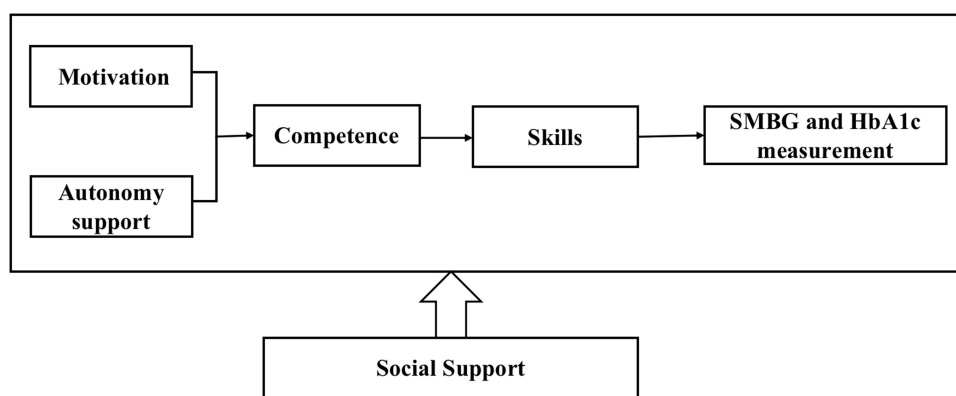 Motivation
Autonomy
support
Competence
Skills
SMBG and HbA1c
measurement
Social Support